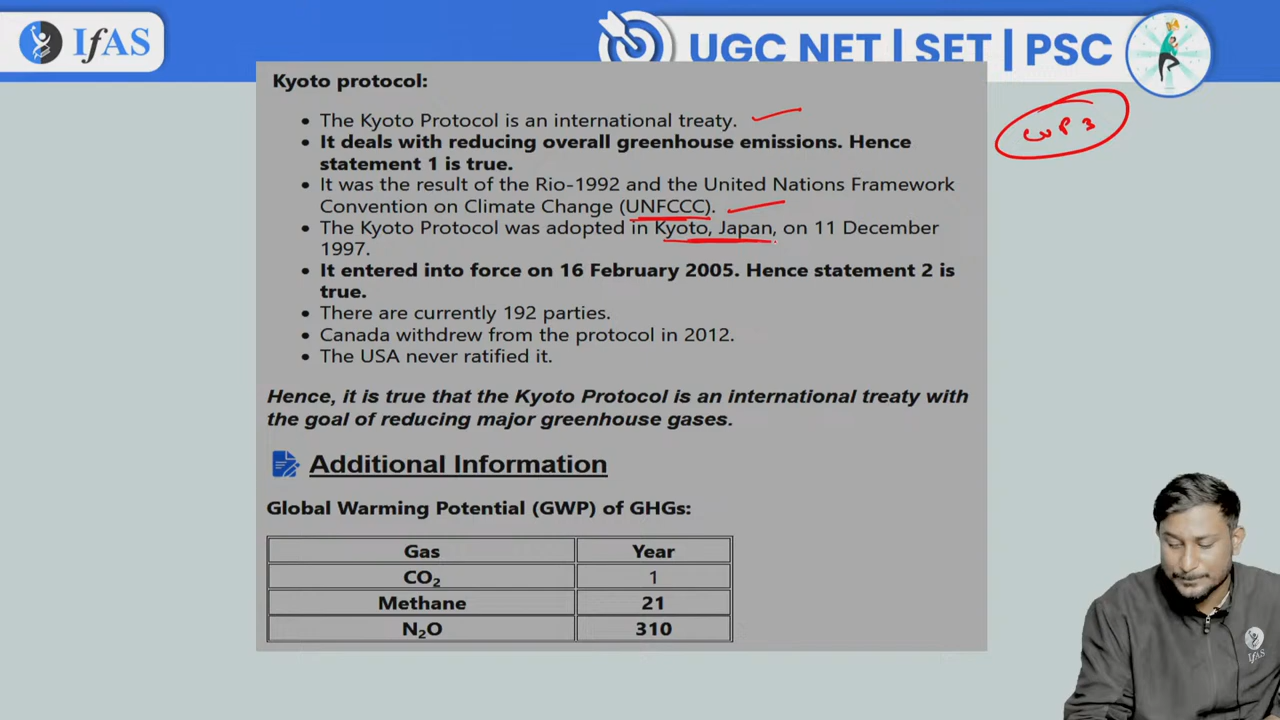 IfAS
UGC NET | SET | PSC
Kyoto protocol:
• The Kyoto Protocol is an international treaty.
• It deals with reducing overall greenhouse emissions. Hence
statement 1 is true.
• It was the result of the Rio-1992 and the United Nations Framework
Convention on Climate Change (UNFCCC).
• The Kyoto Protocol was adopted in Kyoto, Japan, on 11 December
1997.
• It entered into force on 16 February 2005. Hence statement 2 is
true.
• There are currently 192 parties.
• Canada withdrew from the protocol in 2012.
• The USA never ratified it.
Hence, it is true that the Kyoto Protocol is an international treaty with
the goal of reducing major greenhouse gases.
Additional Information
Global Warming Potential (GWP) of GHGs:
Gas Year
CO₂ 1
Methane 21
N₂O 310
COP 3
IfAS